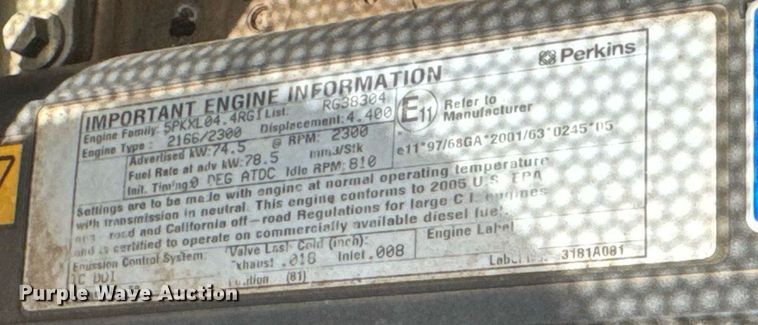 Perkins
IMPORTANT ENGINE INFORMATION
Engine Family: 5PKXL04.4RG1 List: RG38304
Engine Type: 2166/2300 Displacement: 4.400
Advertised kW: 74.5 @ RPM: 2300
Fuel Rate at adv kW: 78.5 mm3/Stk
Init. Timing: 0 DEG ATDC Idle RPM: 810
E11 Refer to
Manufacturer
e11*97/68GA*2001/63*0245*05
Settings are to be made with engine at normal operating temperature
with transmission in neutral. This engine conforms to 2005 U.S. EPA
road and California off-road Regulations for large C.I. engines
and is certified to operate on commercially available diesel fuel
Emission Control System: Valve Cold (inch): Engine Label
DDI .018 Inlet .008
(81) 3181A081
Purple Wave Auction